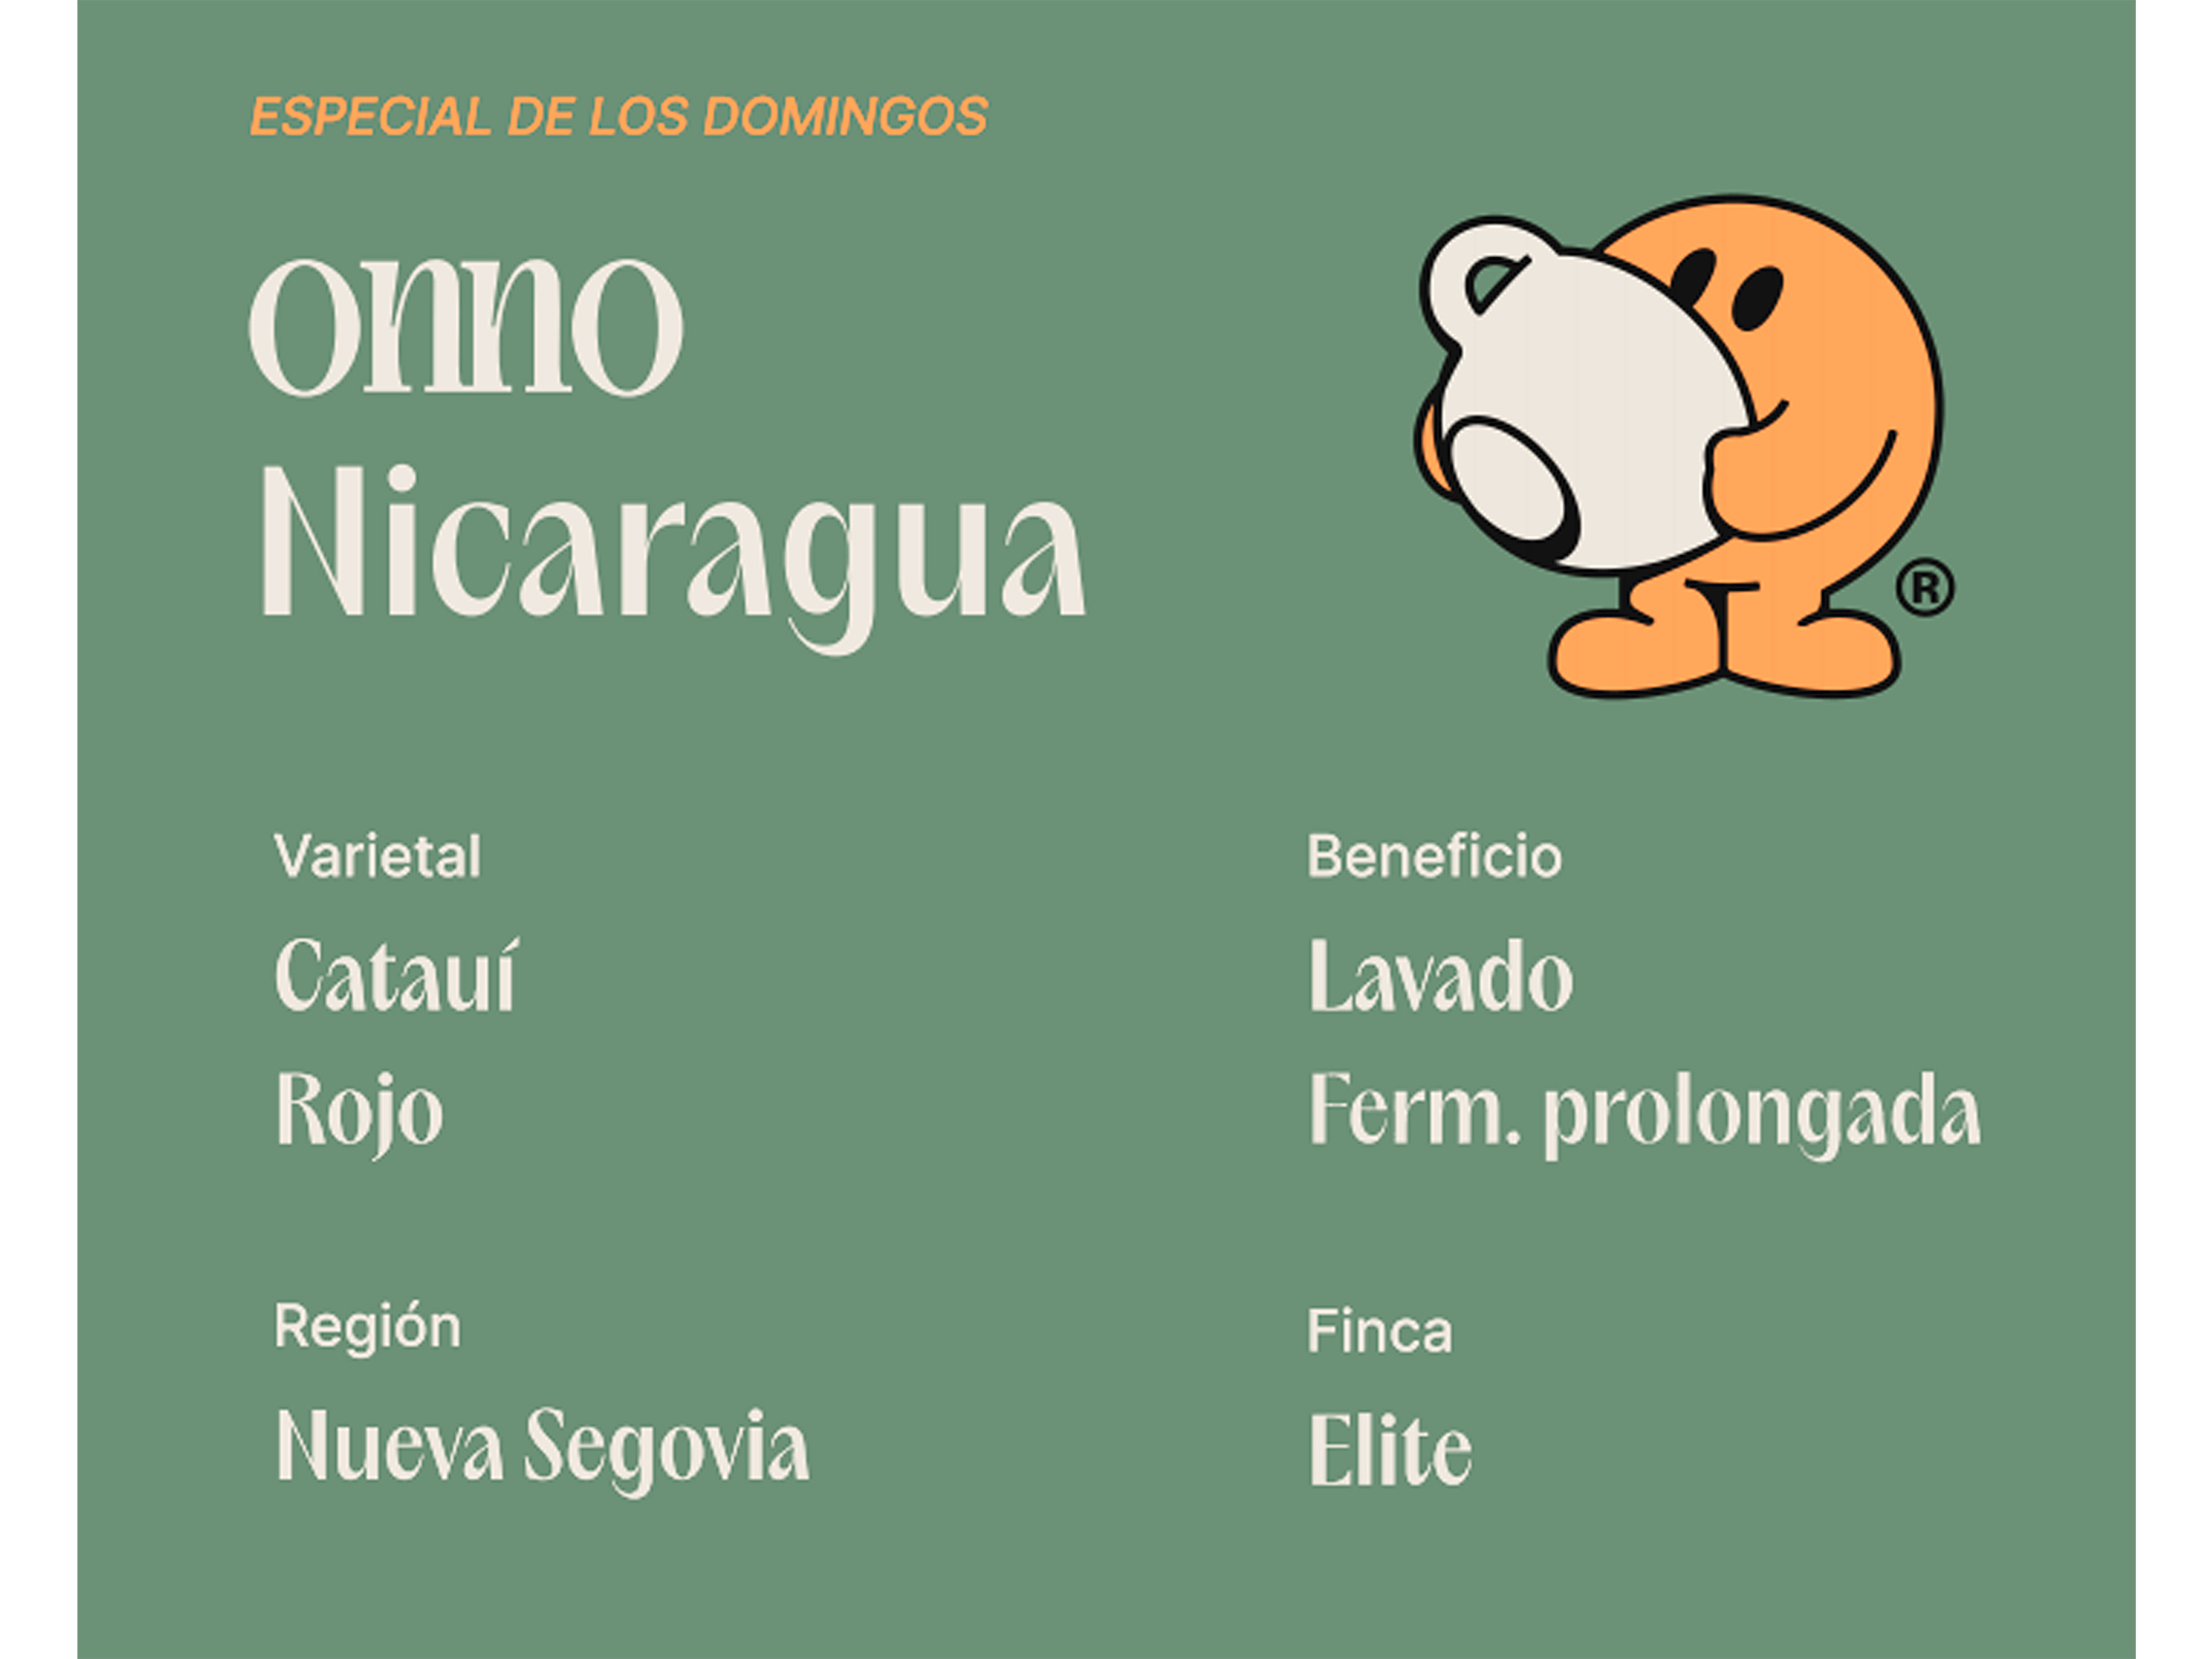 ESPECIAL DE LOS DOMINGOS
onno
Nicaragua
®
Varietal
Catauí
Rojo
Beneficio
Lavado
Ferm. prolongada
Región
Nueva Segovia
Finca
Elite